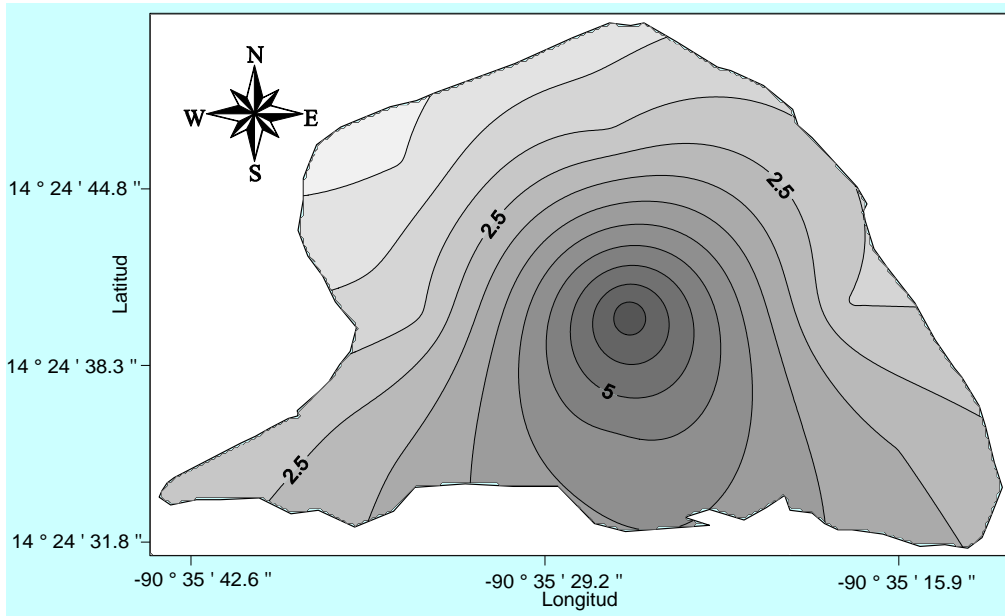 N
W E
S
14 ° 24 ' 44.8 "
14 ° 24 ' 38.3 "
14 ° 24 ' 31.8 "
Latitud
2.5
2.5
5
2.5
-90 ° 35 ' 42.6 "
-90 ° 35 ' 29.2 "
-90 ° 35 ' 15.9 "
Longitud